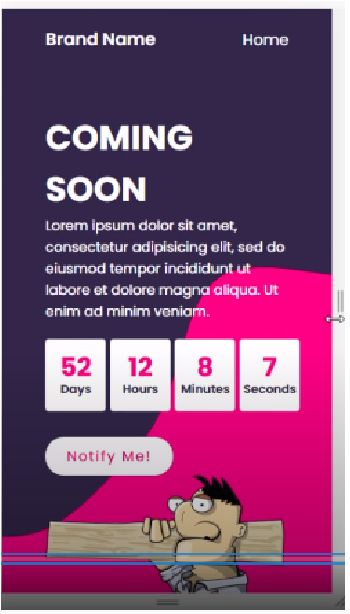 Brand Name Home
COMING
SOON
Lorem ipsum dolor sit amet,
consectetur adipisicing elit, sed do
eiusmod tempor incididunt ut
labore et dolore magna aliqua. Ut
enim ad minim veniam.
52 12 8 7
Days Hours Minutes Seconds
Notify Me!